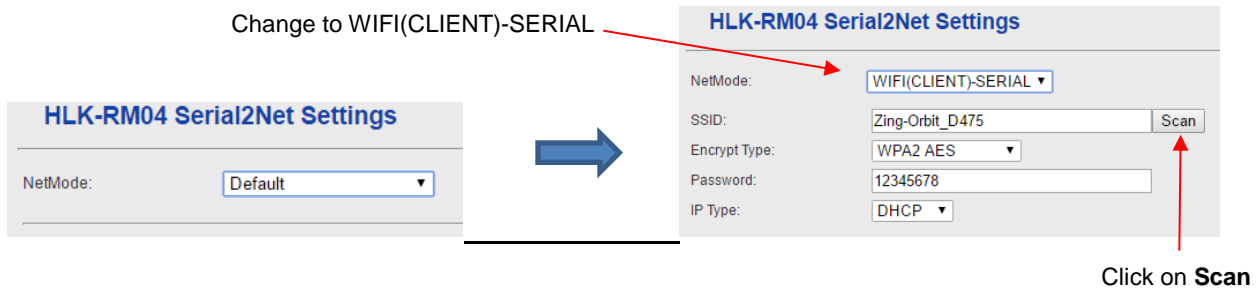 Change to WIFI(CLIENT)-SERIAL
HLK-RM04 Serial2Net Settings
NetMode: Default
HLK-RM04 Serial2Net Settings
NetMode: WIFI(CLIENT)-SERIAL
SSID: Zing-Orbit_D475 Scan
Encrypt Type: WPA2 AES
Password: 12345678
IP Type: DHCP
Click on Scan